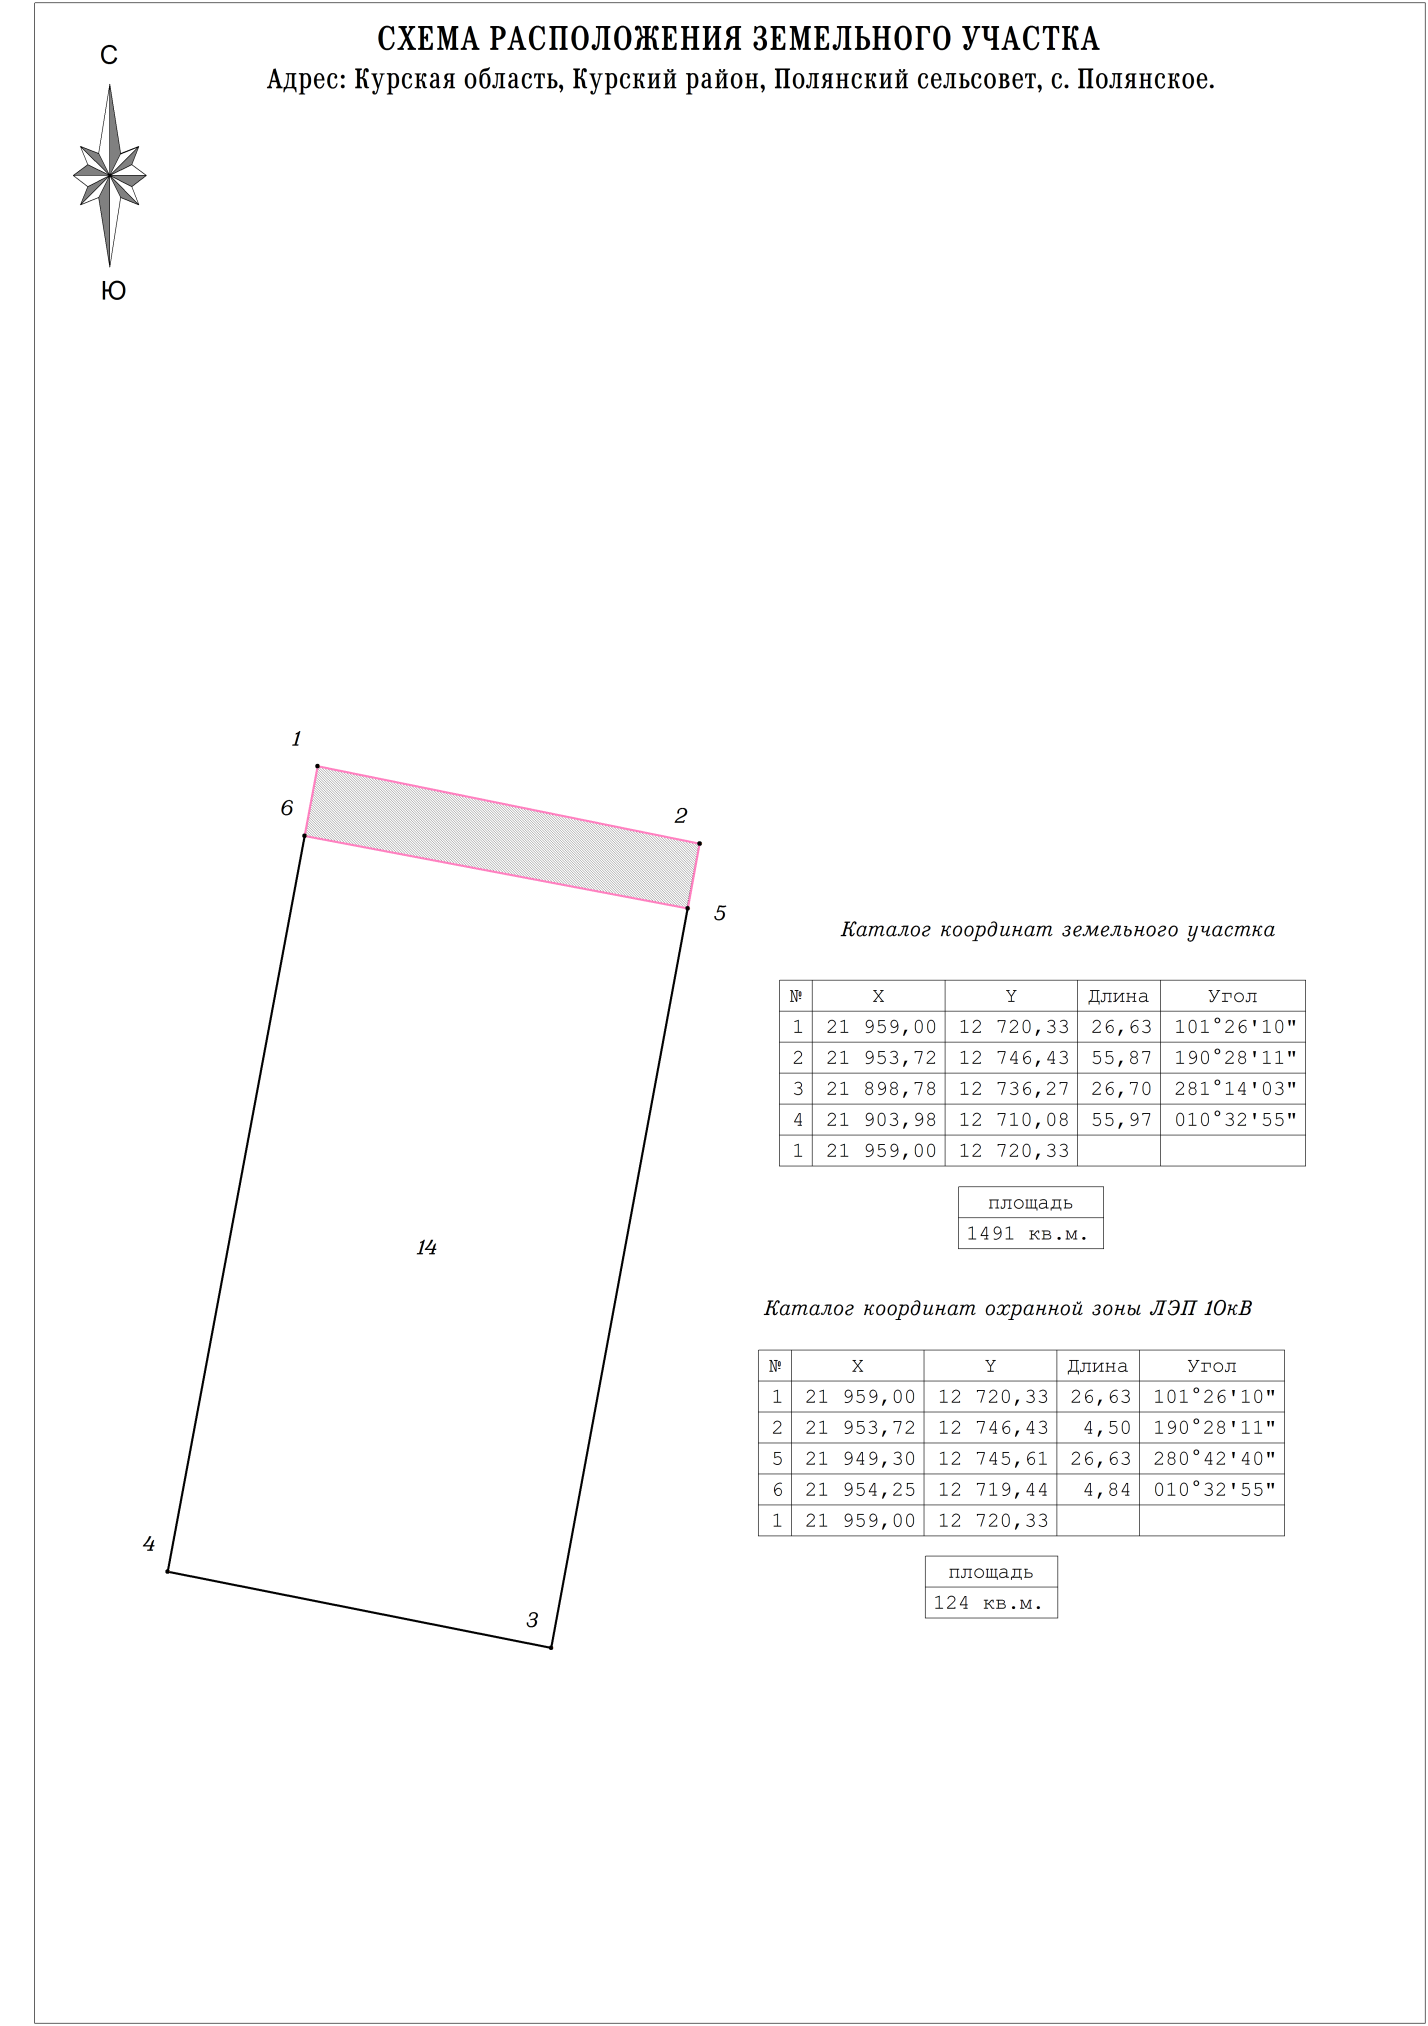 СХЕМА РАСПОЛОЖЕНИЯ ЗЕМЕЛЬНОГО УЧАСТКА
Адрес: Курская область, Курский район, Полянский сельсовет, с. Полянское.
С
Ю
1
6
2
5
14
4
3
Каталог координат земельного участка
№ X Y Длина Угол
1 21 959,00 12 720,33 26,63 101°26'10"
2 21 953,72 12 746,43 55,87 190°28'11"
3 21 898,78 12 736,27 26,70 281°14'03"
4 21 903,98 12 710,08 55,97 010°32'55"
1 21 959,00 12 720,33
площадь
1491 кв.м.
Каталог координат охранной зоны ЛЭП 10кВ
№ X Y Длина Угол
1 21 959,00 12 720,33 26,63 101°26'10"
2 21 953,72 12 746,43 4,50 190°28'11"
5 21 949,30 12 745,61 26,63 280°42'40"
6 21 954,25 12 719,44 4,84 010°32'55"
1 21 959,00 12 720,33
площадь
124 кв.м.